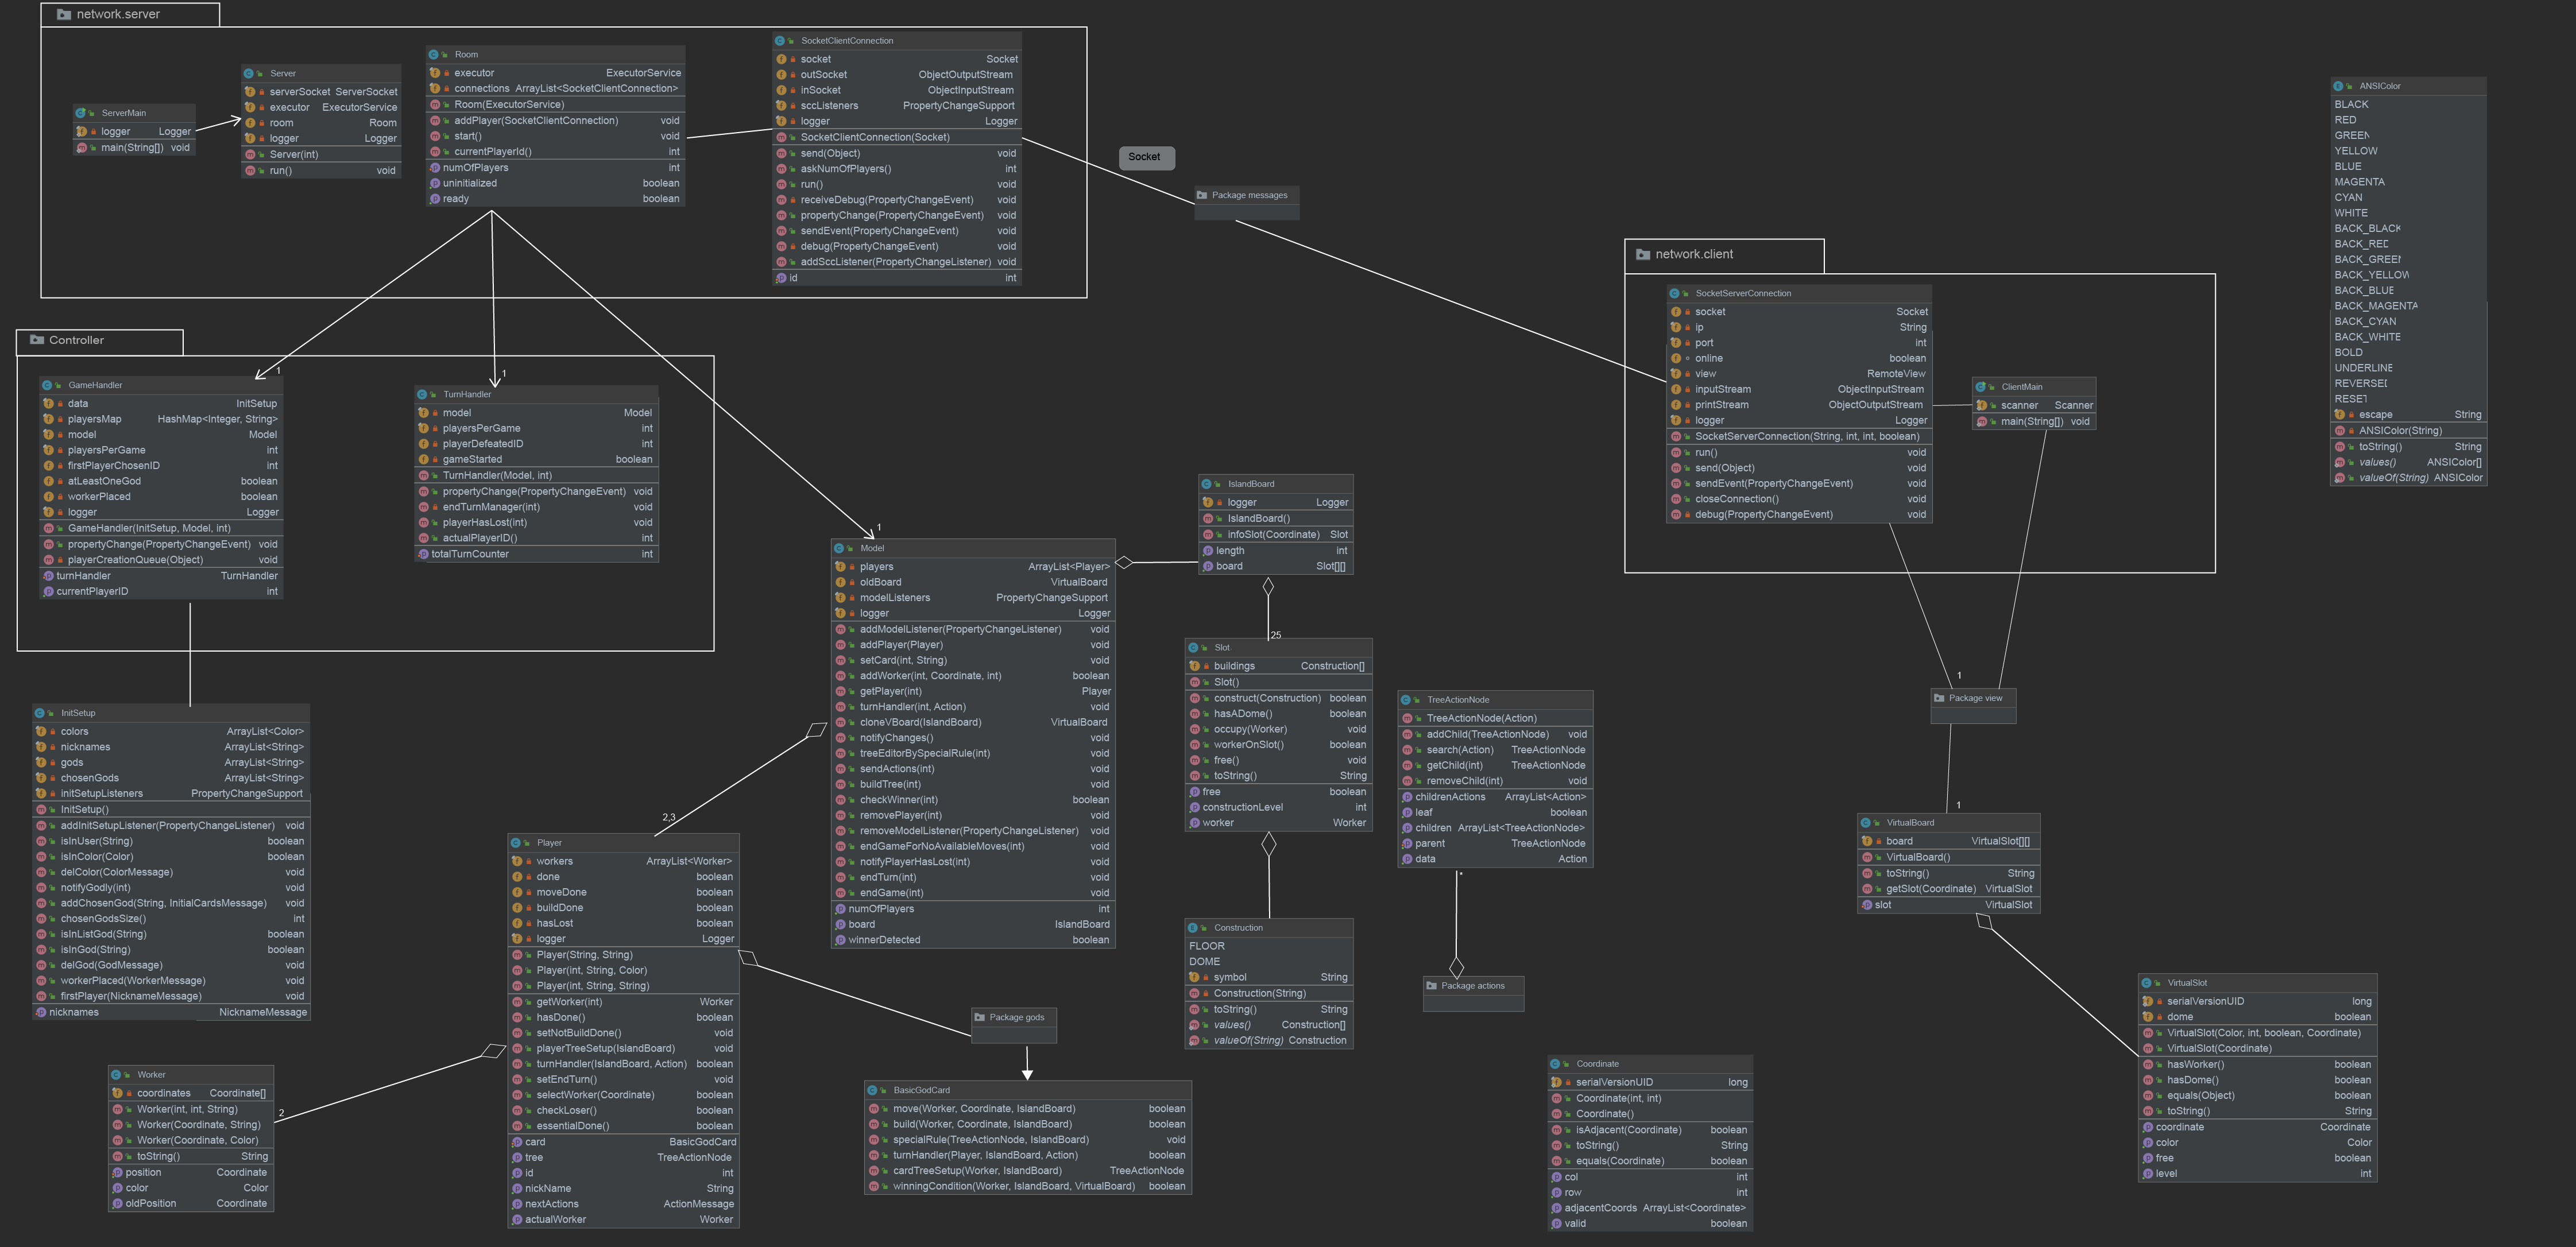 network.server
ServerMain
logger Logger
main(String[]) void
Server
serverSocket ServerSocket
executor ExecutorService
room Room
logger Logger
Server(int)
run() void
Room
executor ExecutorService
connections ArrayList<SocketClientConnection>
Room(ExecutorService)
addPlayer(SocketClientConnection) void
start() void
currentPlayerId() int
numOfPlayers int
uninitialized boolean
ready boolean
SocketClientConnection
socket Socket
outSocket ObjectOutputStream
inSocket ObjectInputStream
sccListeners PropertyChangeSupport
logger Logger
SocketClientConnection(Socket)
send(Object) void
askNumOfPlayers() int
run() void
receiveDebug(PropertyChangeEvent) void
propertyChange(PropertyChangeEvent) void
sendEvent(PropertyChangeEvent) void
debug(PropertyChangeEvent) void
addSccListener(PropertyChangeListener) void
id int
Socket
Package messages
network.client
SocketServerConnection
socket Socket
ip String
port int
online boolean
view RemoteView
inputStream ObjectInputStream
printStream ObjectOutputStream
logger Logger
SocketServerConnection(String, int, int, boolean)
run() void
send(Object) void
sendEvent(PropertyChangeEvent) void
closeConnection() void
debug(PropertyChangeEvent) void
ClientMain
scanner Scanner
main(String[]) void
ANSIColor
BLACK
RED
GREEN
YELLOW
BLUE
MAGENTA
CYAN
WHITE
BACK_BLACK
BACK_RED
BACK_GREEN
BACK_YELLOW
BACK_BLUE
BACK_MAGENTA
BACK_CYAN
BACK_WHITE
BOLD
UNDERLINE
REVERSED
RESET
escape String
ANSIColor(String)
toString() String
values() ANSIColor[]
valueOf(String) ANSIColor
Controller
1
GameHandler
data InitSetup
playersMap HashMap<Integer, String>
model Model
playersPerGame int
firstPlayerChosenID int
atLeastOneGod boolean
workerPlaced boolean
logger Logger
GameHandler(InitSetup, Model, int)
propertyChange(PropertyChangeEvent) void
playerCreationQueue(Object) void
turnHandler TurnHandler
currentPlayerID int
1
TurnHandler
model Model
playersPerGame int
playerDefeatedID int
gameStarted boolean
TurnHandler(Model, int)
propertyChange(PropertyChangeEvent) void
endTurnManager(int) void
playerHasLost(int) void
actualPlayerID() int
totalTurnCounter int
1
Model
players ArrayList<Player>
oldBoard VirtualBoard
modelListeners PropertyChangeSupport
logger Logger
addModelListener(PropertyChangeListener) void
addPlayer(Player) void
setCard(int, String) void
addWorker(int, Coordinate, int) boolean
getPlayer(int) Player
turnHandler(int, Action) void
cloneVBoard(IslandBoard) VirtualBoard
notifyChanges() void
treeEditorBySpecialRule(int) void
sendActions(int) void
buildTree(int) void
checkWinner(int) boolean
removePlayer(int) void
removeModelListener(PropertyChangeListener) void
endGameForNoAvailableMoves(int) void
notifyPlayerHasLost(int) void
endTurn(int) void
endGame(int) void
numOfPlayers int
board IslandBoard
winnerDetected boolean
IslandBoard
logger Logger
IslandBoard()
infoSlot(Coordinate) Slot
length int
board Slot[][]
25
Slot
buildings Construction[]
Slot()
construct(Construction) boolean
hasADome() boolean
occupy(Worker) void
workerOnSlot() boolean
free() void
toString() String
free boolean
constructionLevel int
worker Worker
Construction
FLOOR
DOME
symbol String
Construction(String)
toString() String
values() Construction[]
valueOf(String) Construction
TreeActionNode
TreeActionNode(Action)
addChild(TreeActionNode) void
search(Action) TreeActionNode
getChild(int) TreeActionNode
removeChild(int) void
childrenActions ArrayList<Action>
leaf boolean
children ArrayList<TreeActionNode>
parent TreeActionNode
data Action
*
Package actions
1
Package view
1
VirtualBoard
board VirtualSlot[][]
VirtualBoard()
toString() String
getSlot(Coordinate) VirtualSlot
slot VirtualSlot
VirtualSlot
serialVersionUID long
dome boolean
VirtualSlot(Color, int, boolean, Coordinate)
VirtualSlot(Coordinate)
hasWorker() boolean
hasDome() boolean
equals(Object) boolean
toString() String
coordinate Coordinate
color Color
free boolean
level int
InitSetup
colors ArrayList<Color>
nicknames ArrayList<String>
gods ArrayList<String>
chosenGods ArrayList<String>
initSetupListeners PropertyChangeSupport
InitSetup()
addInitSetupListener(PropertyChangeListener) void
isInUser(String) boolean
isInColor(Color) boolean
delColor(ColorMessage) void
notifyGodly(int) void
addChosenGod(String, InitialCardsMessage) void
chosenGodsSize() int
isInListGod(String) boolean
isInGod(String) boolean
delGod(GodMessage) void
workerPlaced(WorkerMessage) void
firstPlayer(NicknameMessage) void
nicknames NicknameMessage
2,3
Player
workers ArrayList<Worker>
done boolean
moveDone boolean
buildDone boolean
hasLost boolean
logger Logger
Player(String, String)
Player(int, String, Color)
Player(int, String, String)
getWorker(int) Worker
hasDone() boolean
setNotBuildDone() void
playerTreeSetup(IslandBoard) void
turnHandler(IslandBoard, Action) boolean
setEndTurn() void
selectWorker(Coordinate) boolean
checkLoser() boolean
essentialDone() boolean
card BasicGodCard
tree TreeActionNode
id int
nickName String
nextActions ActionMessage
actualWorker Worker
Worker
coordinates Coordinate[]
Worker(int, int, String)
Worker(Coordinate, String)
Worker(Coordinate, Color)
toString() String
position Coordinate
color Color
oldPosition Coordinate
2
Package gods
BasicGodCard
move(Worker, Coordinate, IslandBoard) boolean
build(Worker, Coordinate, IslandBoard) boolean
specialRule(TreeActionNode, IslandBoard) void
turnHandler(Player, IslandBoard, Action) boolean
cardTreeSetup(Worker, IslandBoard) TreeActionNode
winningCondition(Worker, IslandBoard, VirtualBoard) boolean
Coordinate
serialVersionUID long
Coordinate(int, int)
Coordinate()
isAdjacent(Coordinate) boolean
toString() String
equals(Coordinate) boolean
col int
row int
adjacentCoords ArrayList<Coordinate>
valid boolean